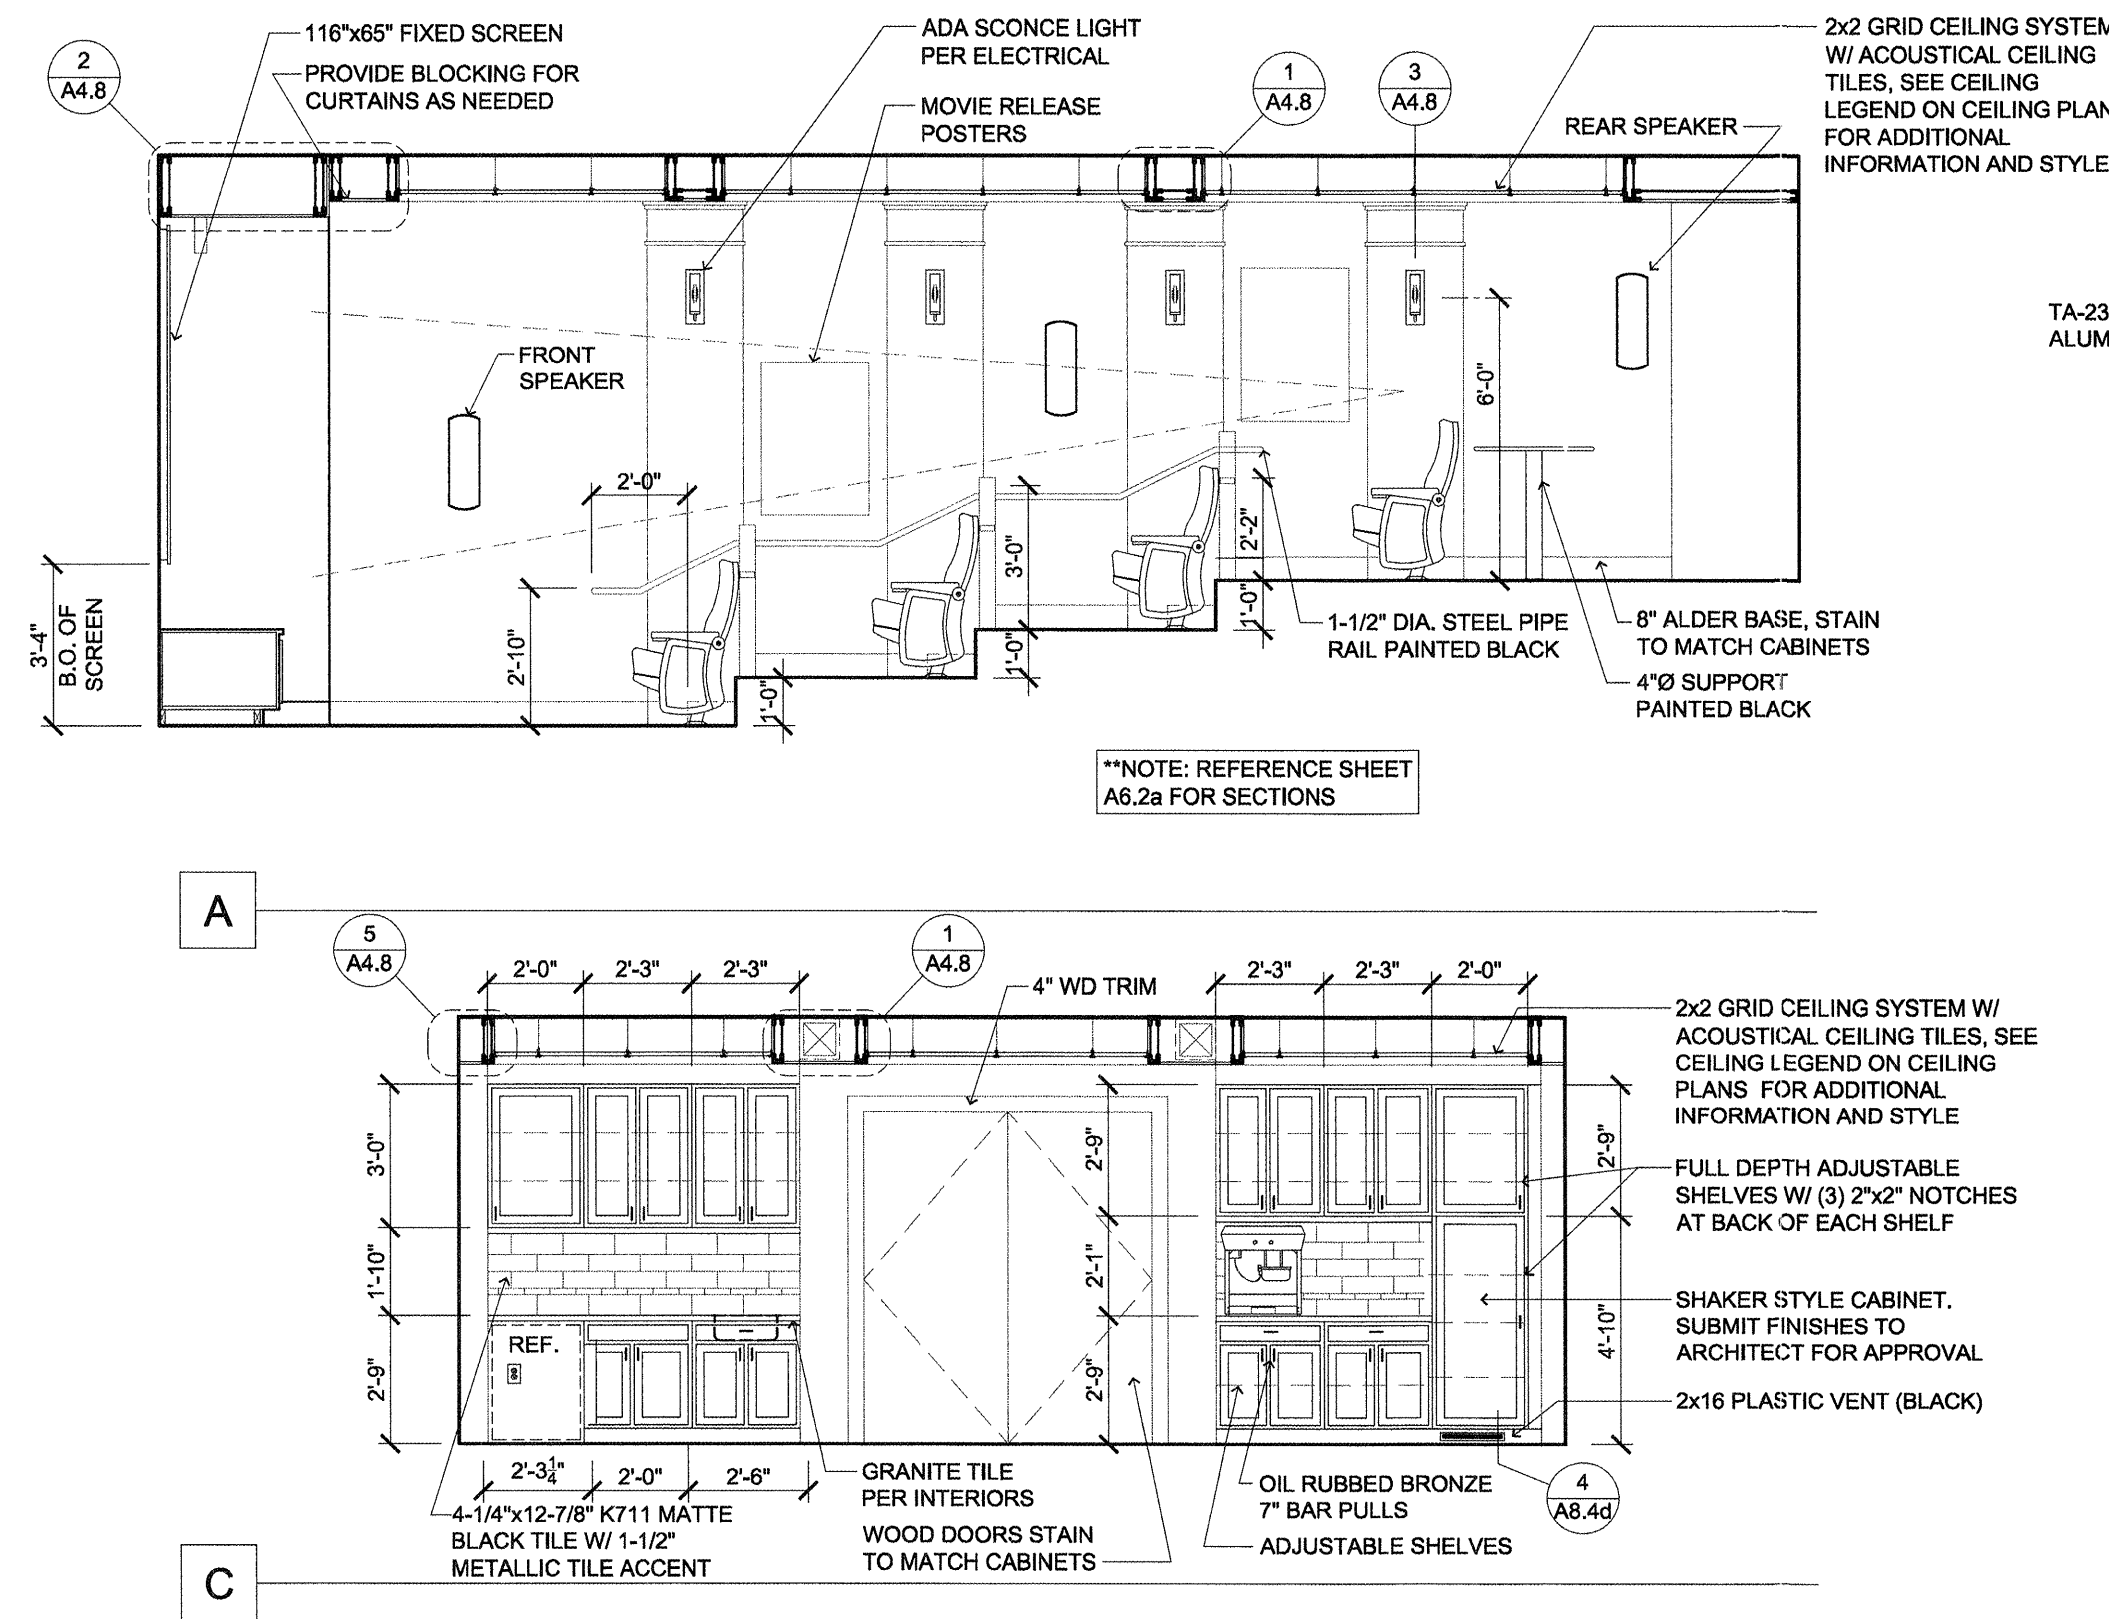 2
A4.8
116"x65" FIXED SCREEN
PROVIDE BLOCKING FOR
CURTAINS AS NEEDED
ADA SCONCE LIGHT
PER ELECTRICAL
MOVIE RELEASE
POSTERS
1
A4.8
3
A4.8
REAR SPEAKER
2x2 GRID CEILING SYSTEM
W/ ACOUSTICAL CEILING
TILES, SEE CEILING
LEGEND ON CEILING PLAN
FOR ADDITIONAL
INFORMATION AND STYLE
TA-23
ALUM
FRONT
SPEAKER
6'-0"
2'-0"
3'-0"
2'-2"
1'-0"
3'-4"
B.O. OF
SCREEN
2'-10"
1'-0"
1'-0"
1-1/2" DIA. STEEL PIPE
RAIL PAINTED BLACK
8" ALDER BASE, STAIN
TO MATCH CABINETS
4"Ø SUPPORT
PAINTED BLACK
**NOTE: REFERENCE SHEET
A6.2a FOR SECTIONS
A
5
A4.8
1
A4.8
2'-0"
2'-3"
2'-3"
4" WD TRIM
2'-3"
2'-3"
2'-0"
2x2 GRID CEILING SYSTEM W/
ACOUSTICAL CEILING TILES, SEE
CEILING LEGEND ON CEILING
PLANS FOR ADDITIONAL
INFORMATION AND STYLE
3'-0"
1'-10"
2'-9"
2'-9"
2'-1"
2'-9"
2'-9"
4'-10"
FULL DEPTH ADJUSTABLE
SHELVES W/ (3) 2"x2" NOTCHES
AT BACK OF EACH SHELF
SHAKER STYLE CABINET.
SUBMIT FINISHES TO
ARCHITECT FOR APPROVAL
2x16 PLASTIC VENT (BLACK)
REF.
2'-3¼"
2'-0"
2'-6"
4-1/4"x12-7/8" K711 MATTE
BLACK TILE W/ 1-1/2"
METALLIC TILE ACCENT
GRANITE TILE
PER INTERIORS
WOOD DOORS STAIN
TO MATCH CABINETS
OIL RUBBED BRONZE
7" BAR PULLS
ADJUSTABLE SHELVES
4
A8.4d
C